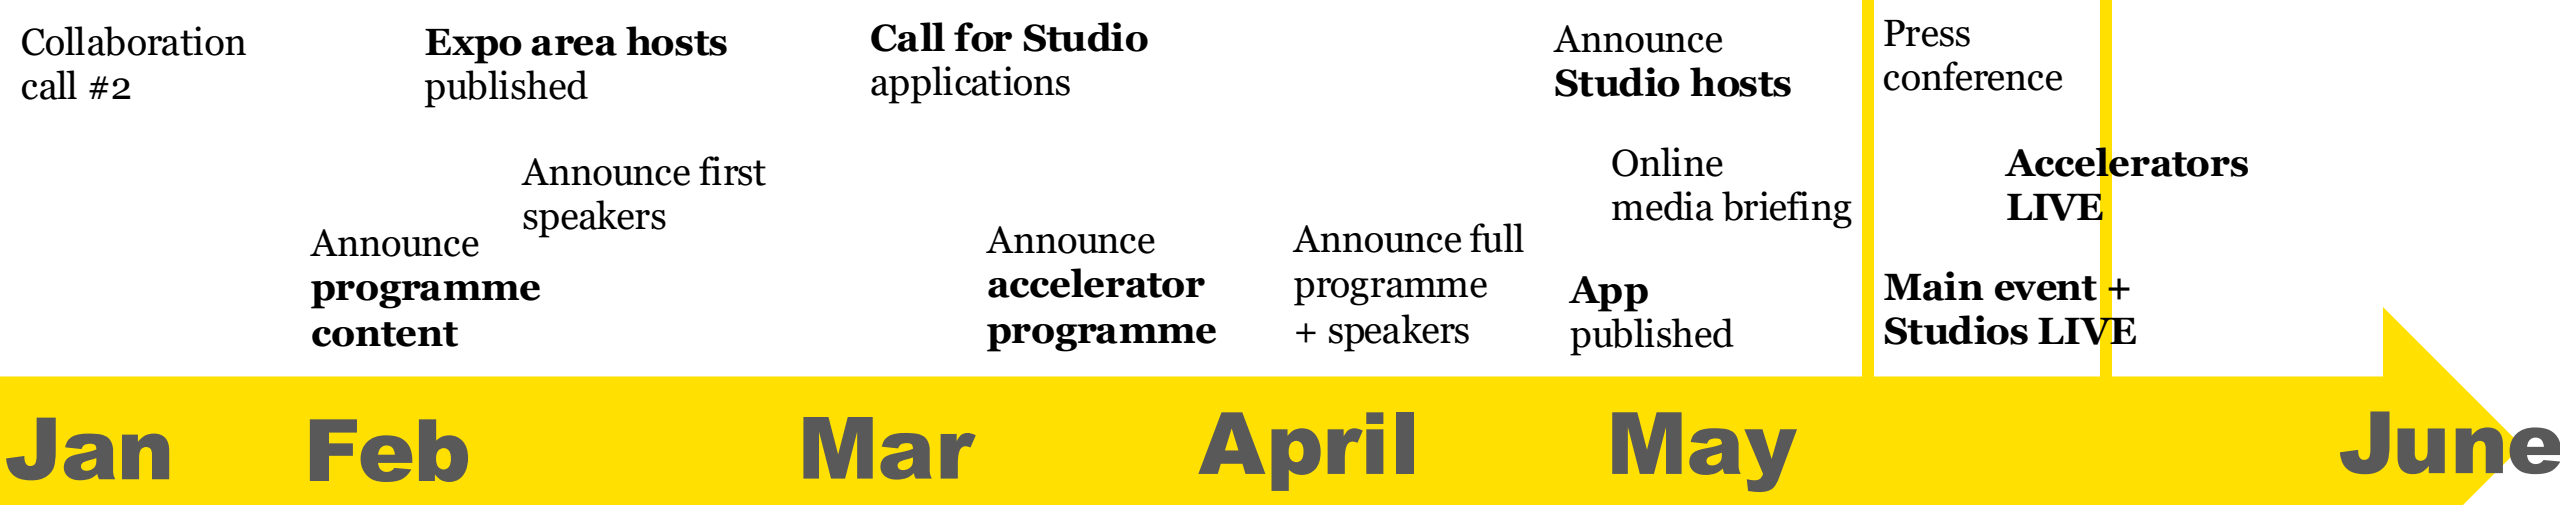 Collaboration
call #2
Expo area hosts
published
Call for Studio
applications
Announce
Studio hosts
Press
conference
Announce first
speakers
Online
media briefing
Accelerators
LIVE
Announce
programme
content
Announce
accelerator
programme
Announce full
programme
+ speakers
App
published
Main event +
Studios LIVE
Jan
Feb
Mar
April
May
June